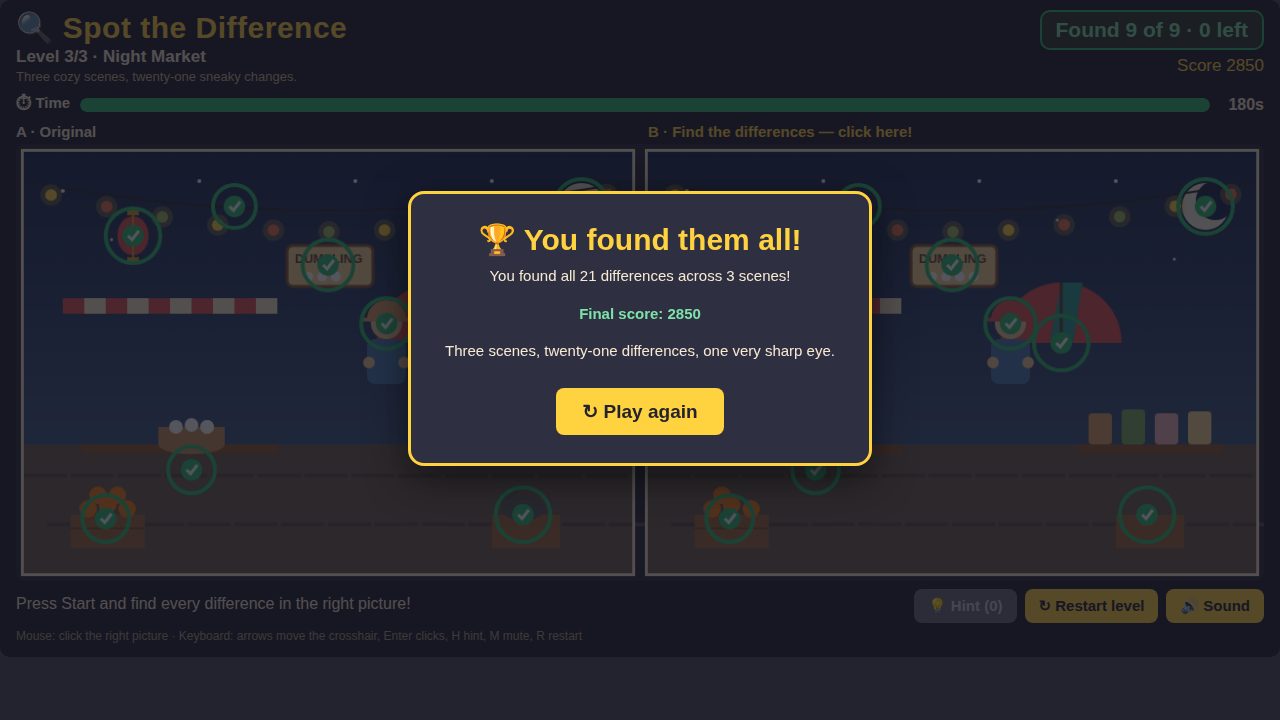 🔍 Spot the Difference
Found 9 of 9 · 0 left
Level 3/3 · Night Market
Score 2850
Three cozy scenes, twenty-one sneaky changes.
⏱ Time
180s
A · Original
B · Find the differences — click here!
🏆 You found them all!
You found all 21 differences across 3 scenes!
Final score: 2850
Three scenes, twenty-one differences, one very sharp eye.
↻ Play again
Press Start and find every difference in the right picture!
💡 Hint (0)
↻ Restart level
🔊 Sound
Mouse: click the right picture · Keyboard: arrows move the crosshair, Enter clicks, H hint, M mute, R restart